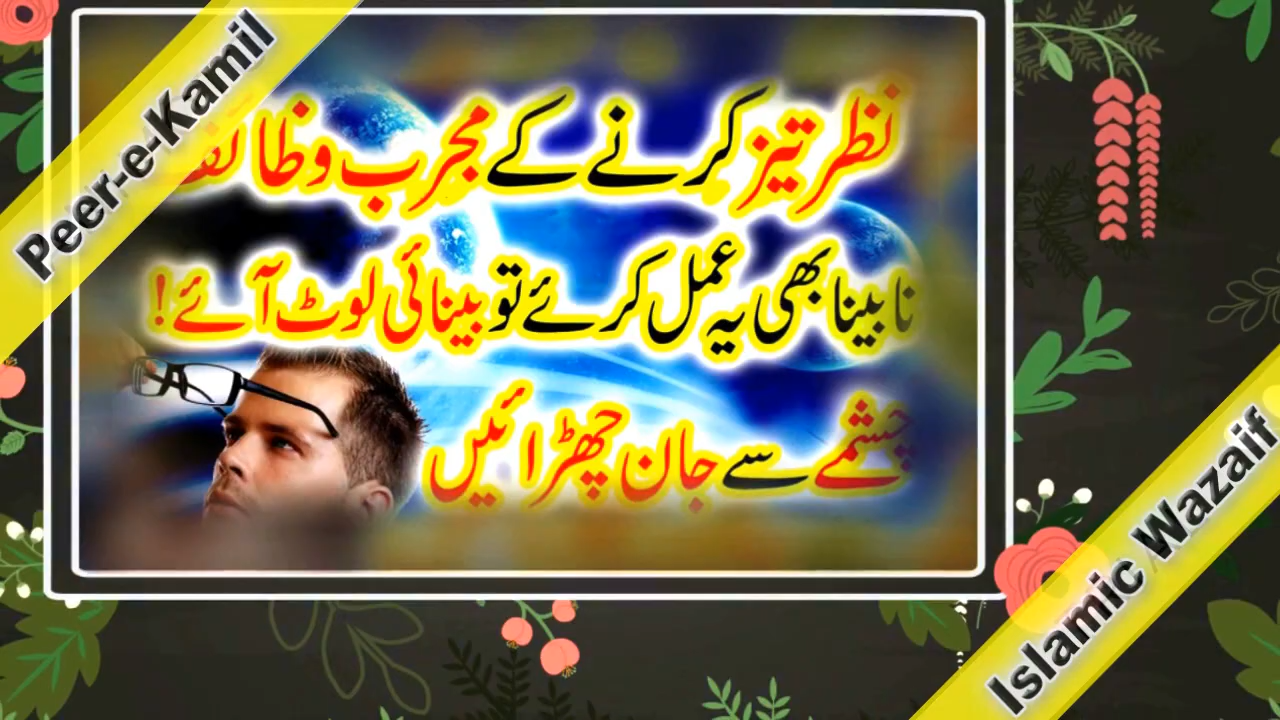 Peer-e-Kamil
نظر تیز کرنے کے مجرب وظائف
نابینا بھی یہ عمل کرئے تو بینائی لوٹ آئے!
چشمے سے جان چھڑائیں
Islamic Wazaif